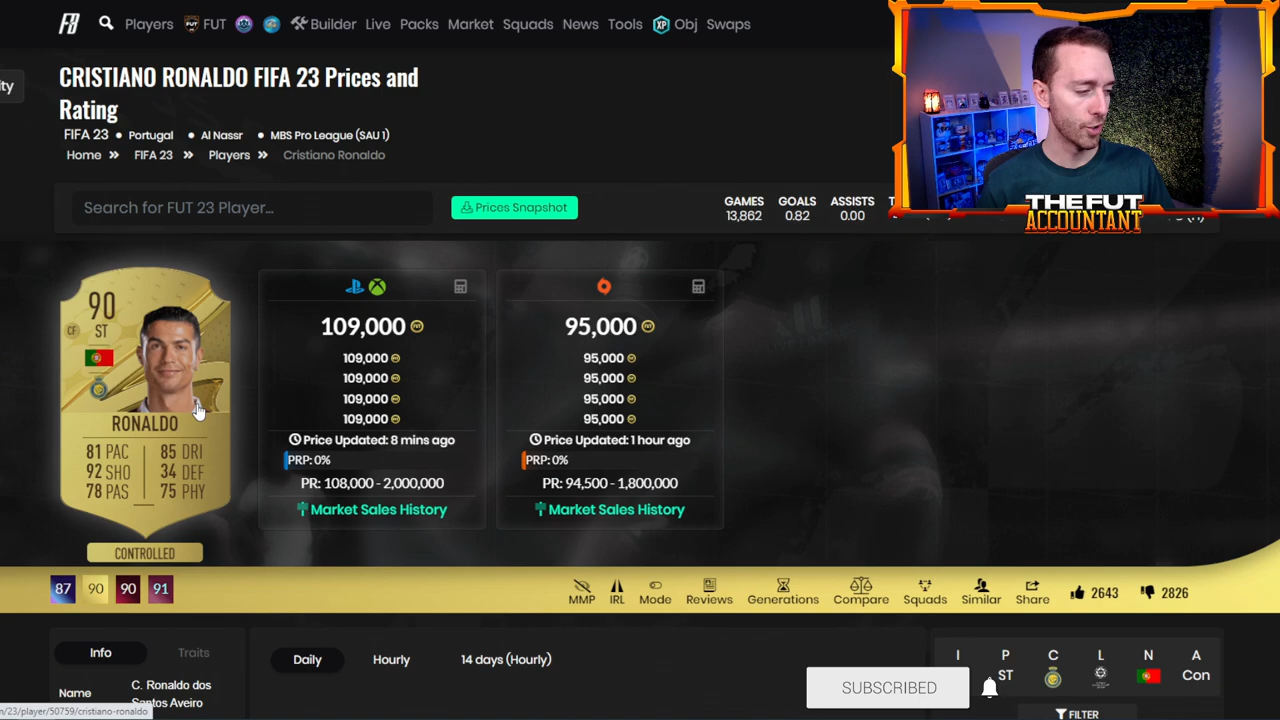 F8 Players FUT Builder Live Packs Market Squads News Tools XP Obj Swaps
ty
CRISTIANO RONALDO FIFA 23 Prices and
Rating
FIFA 23 • Portugal • Al Nassr • MBS Pro League (SAU 1)
Home » FIFA 23 » Players » Cristiano Ronaldo
Search for FUT 23 Player...
Prices Snapshot
GAMES
13,862
GOALS
0.82
ASSISTS
0.00
THE FUT
ACCOUNTANT
90
ST
CF
RONALDO
81 PAC 85 DRI
92 SHO 34 DEF
78 PAS 75 PHY
CONTROLLED
109,000
109,000
109,000
109,000
109,000
Price Updated: 8 mins ago
PRP: 0%
PR: 108,000 - 2,000,000
Market Sales History
95,000
95,000
95,000
95,000
95,000
Price Updated: 1 hour ago
PRP: 0%
PR: 94,500 - 1,800,000
Market Sales History
87 90 90 91
MMP IRL Mode Reviews Generations Compare Squads Similar Share 2643 2826
Info Traits
Name C. Ronaldo dos
Santos Aveiro
Daily Hourly 14 days (Hourly)
I P C L N A
ST Con
FILTER
SUBSCRIBED
n/23/player/50759/cristiano-ronaldo